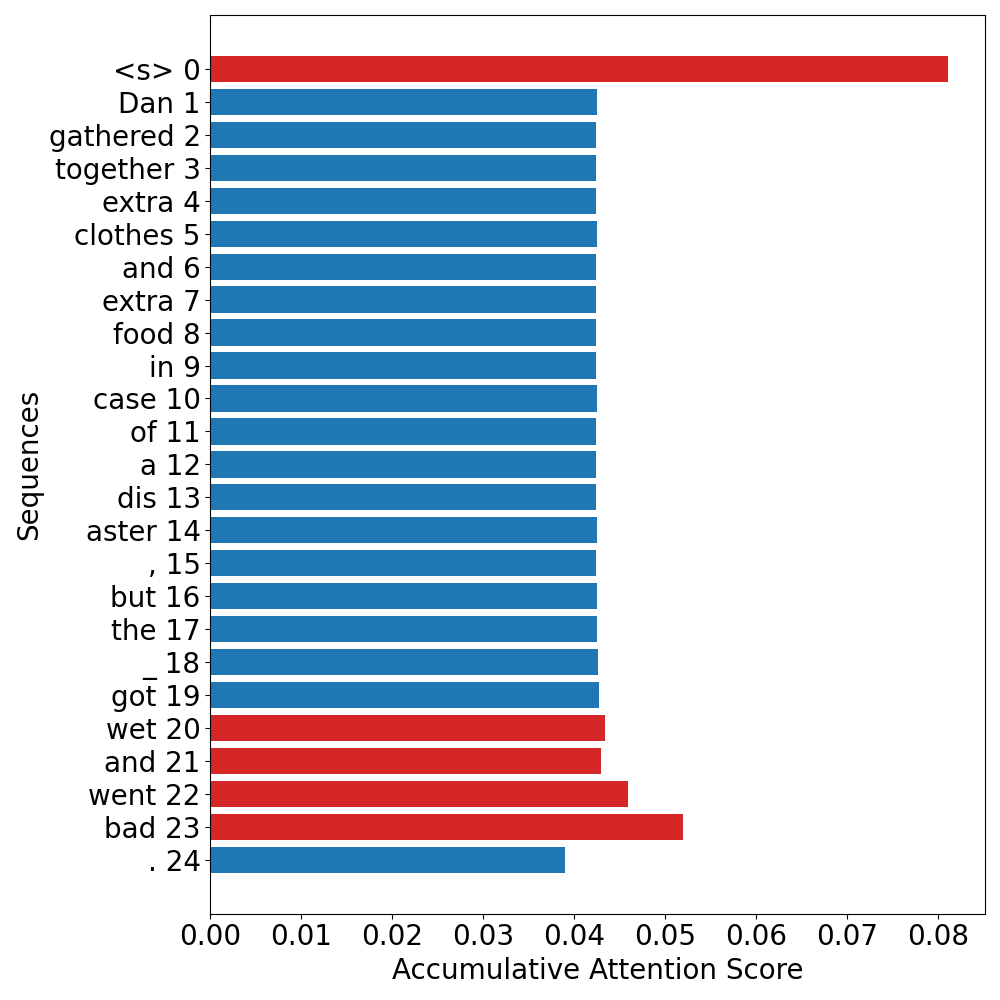 <s> 0
Dan 1
gathered 2
together 3
extra 4
clothes 5
and 6
extra 7
food 8
in 9
case 10
of 11
a 12
dis 13
aster 14
, 15
but 16
the 17
_ 18
got 19
wet 20
and 21
went 22
bad 23
. 24
Sequences
0.00 0.01 0.02 0.03 0.04 0.05 0.06 0.07 0.08
Accumulative Attention Score